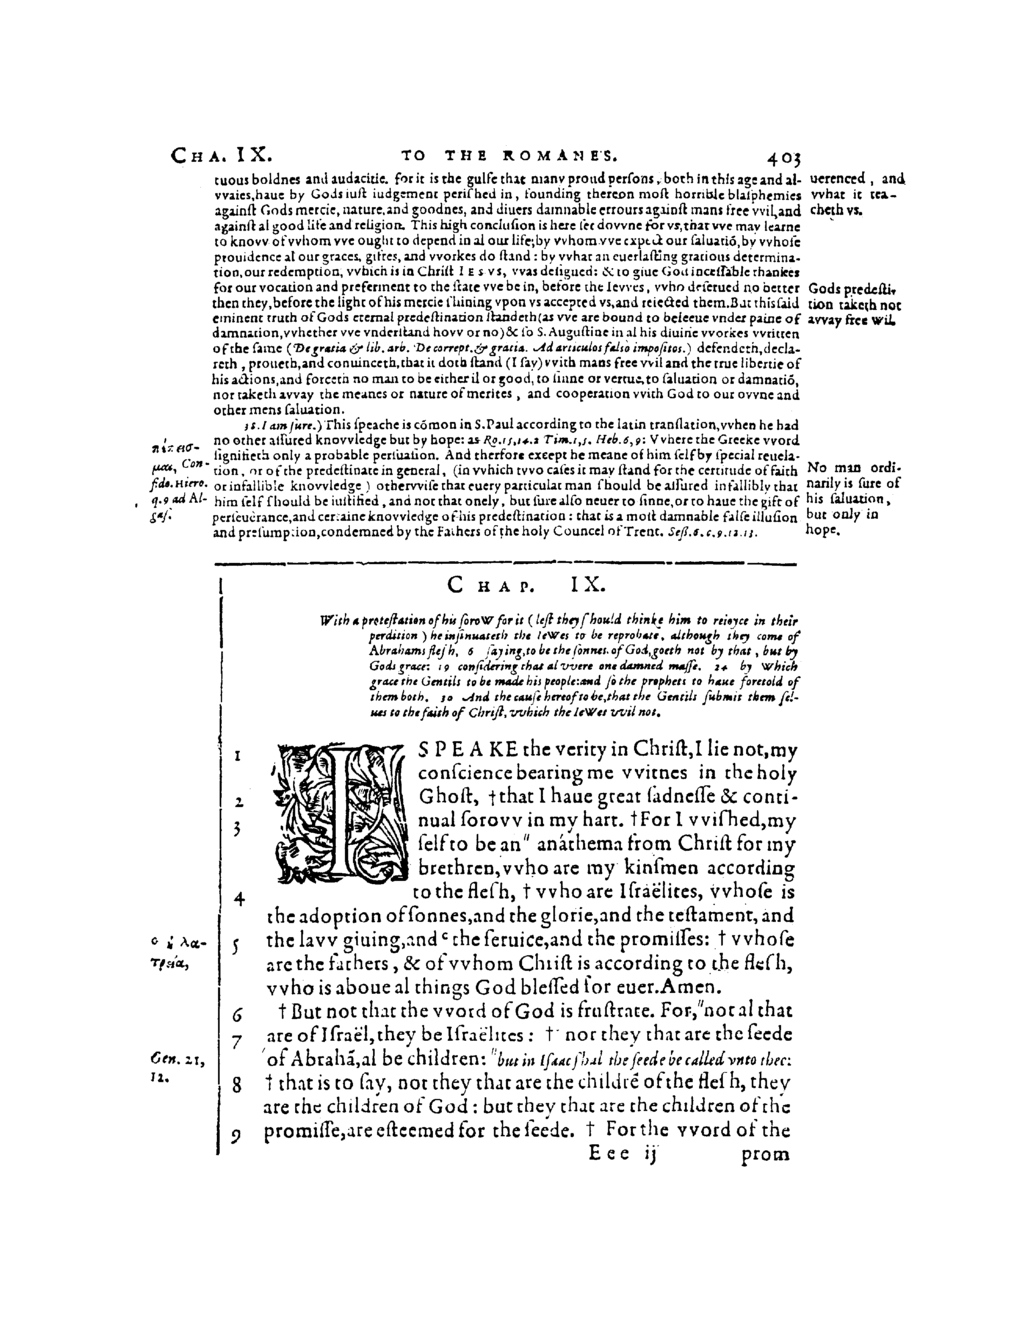 CHA. IX. TO THE ROMANES. 403
tuous boldnes and audacitie. for it is the gulfe that many proud persons, both in this age and al-
vvaies, haue by Gods iust iudgement perished in, founding thereon most horrible blasphemies
against Gods mercie, nature, and goodnes, and diuers damnable errours against mans free vvil, and
against al good life and religion. This high conclusion is here set dovvne for vs, that vve may learne
to knovv of vvhom vve ought to depend in al our life, by vvhom vve expect our saluatiō, by vvhose
prouidence al our graces, giftes, and vvorkes do stand: by vvhat an euerlasting gratious determina-
tion, our redemption, vvhich is in Christ IESVS, vvas designed: & to giue God incessable thankes
for our vocation and preferment to the state vve be in, before the Ievves, vvho deserued no better
then they, before the light of his mercie shining vpon vs accepted vs, and reiected them. But this said
eminent truth of Gods eternal predestination standeth (as vve are bound to beleeue vnder paine of
damnation, vvhether vve vnderstand hovv or no) & so S. Augustine in al his diuine vvorkes vvritten
of the same (De gratia & lib. arb. De corrept. & gratia. Ad articulos falsò impositos.) defendeth, decla-
reth, proueth, and conuinceth, that it doth stand (I say) vvith mans free vvil and the true libertie of
his actions, and forceth no man to be either il or good, to sinne or vertue, to saluation or damnatiō,
nor taketh avvay the meanes or nature of merites, and cooperation vvith God to our ovvne and
other mens saluation.
38. I am sure.) This speache is cōmon in S. Paul according to the latin translation, vvhen he had
no other assured knovvledge but by hope: as Ro. 15,14. 2 Tim. 1,5. Heb. 6,9: Vvhere the Greeke vvord
signifieth only a probable persuasion. And therfore except he meane of him self by special reuela-
tion, or of the predestinate in general, (in vvhich tvvo cases it may stand for the certitude of faith
or infallible knovvledge) othervvise that euery particular man should be assured infallibly that
him self should be iustified, and not that onely, but sure also neuer to sinne, or to haue the gift of
perseuerance, and certaine knovvledge of his predestination: that is a most damnable false illusion
and presumption, condemned by the Fathers of the holy Councel of Trent. Sess. 6. c. 9. 12. 13.
uerenced, and
vvhat it tea-
cheth vs.
Gods predesti-
tion taketh not
avvay free wil.
πέπεισ-
μαι, Con-
fido. Hiero.
q. 9 ad Al-
gas.
No man ordi-
narily is sure of
his saluation,
but only in
hope.
CHAP. IX.
With a protestation of his sorow for it (lest they should thinke him to reioyce in their
perdition) he insinuateth the Iewes to be reprobate, although they come of
Abrahams flesh, 6 saying, to be the sonnes of God, goeth not by that, but by
Gods grace: 19 considering that al vvere one damned masse. 24 by which
grace the Gentils to be made his people: and so the prophets to haue foretold of
them both. 30 And the cause hereof to be, that the Gentils submit them sel-
ues to the faith of Christ, vvhich the Iewes vvil not.
1 I SPEAKE the verity in Christ, I lie not, my
conscience bearing me vvitnes in the holy
2 Ghost, † that I haue great sadnesse & conti-
3 nual sorovv in my hart. † For I vvished, my
self to be an " anáthema from Christ for my
brethren, vvho are my kinsmen according
4 to the flesh, † vvho are Israëlites, vvhose is
the adoption of sonnes, and the glorie, and the testament, and
5 the lavv giuing, and c the seruice, and the promisses: † vvhose
are the fathers, & of vvhom Christ is according to the flesh,
vvho is aboue al things God blessed for euer. Amen.
6 † But not that the vvord of God is frustrate. For, " not al that
7 are of Israël, they be Israëlites: † nor they that are the seede
of Abrahā, al be children: " but in Isaac shal the seede be called vnto thee:
8 † that is to say, not they that are the childrē of the flesh, they
are the children of God: but they that are the children of the
9 promisse, are esteemed for the seede. † For the vvord of the
c ἡ λα-
τρεία,
Gen. 21,
12.
Eee ij prom